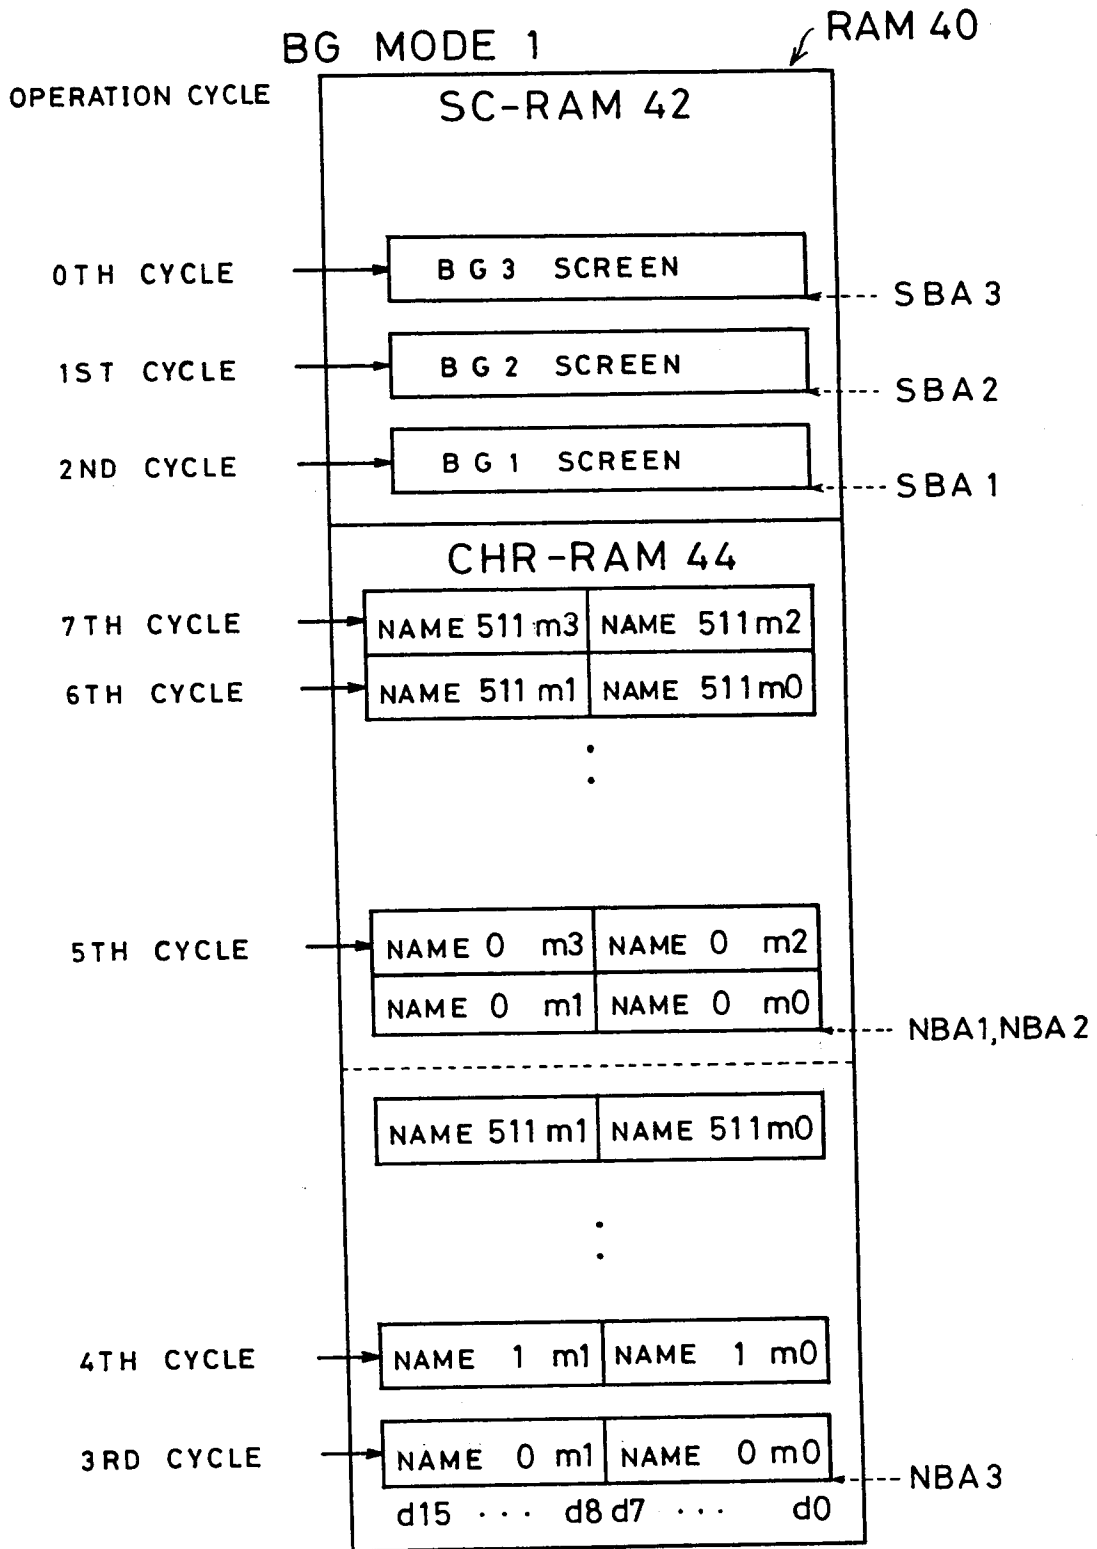 BG MODE 1
RAM 40
OPERATION CYCLE
SC-RAM 42
0TH CYCLE
BG3 SCREEN
SBA3
1ST CYCLE
BG2 SCREEN
SBA2
2ND CYCLE
BG1 SCREEN
SBA1
CHR-RAM 44
7TH CYCLE
NAME 511 m3 NAME 511 m2
6TH CYCLE
NAME 511 m1 NAME 511 m0
5TH CYCLE
NAME 0 m3 NAME 0 m2
NAME 0 m1 NAME 0 m0
NBA1,NBA2
NAME 511 m1 NAME 511 m0
4TH CYCLE
NAME 1 m1 NAME 1 m0
3RD CYCLE
NAME 0 m1 NAME 0 m0
NBA3
d15 ··· d8 d7 ··· d0